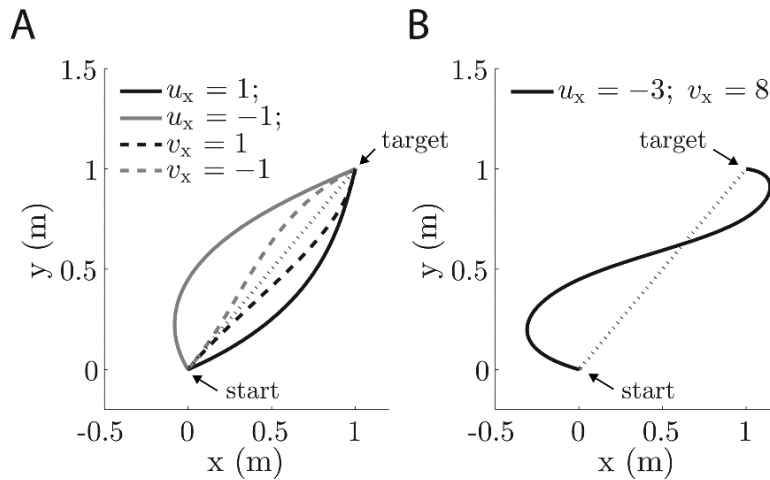 A
B
1.5
1
0.5
0
-0.5
0
0.5
1
y (m)
x (m)
u_x = 1;
u_x = −1;
v_x = 1
v_x = −1
target
start
1.5
1
0.5
0
-0.5
0
0.5
1
y (m)
x (m)
u_x = −3; v_x = 8
target
start